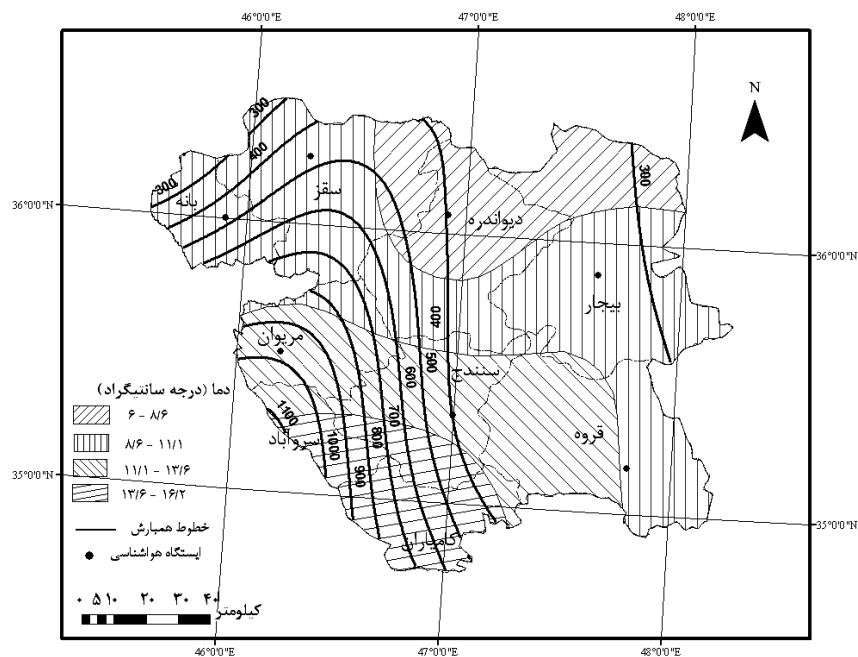 46°0'0"E 47°0'0"E 48°0'0"E
N
300
400
300
سقز
بانه
36°0'0"N
دیواندره
300
36°0'0"N
بیجار
400
مریوان
500
سنندج
600
دما (درجه سانتیگراد)
۶ - ۸/۶
1100
700
قروه
سروآباد
800
1000
۸/۶ - ۱۱/۱
900
۱۱/۱ - ۱۳/۶
35°0'0"N
۱۳/۶ - ۱۶/۲
35°0'0"N
خطوط همبارش
کامیاران
ایستگاه هواشناسی
۰ ۵ ۱۰ ۲۰ ۳۰ ۴۰
کیلومتر
46°0'0"E 47°0'0"E 48°0'0"E